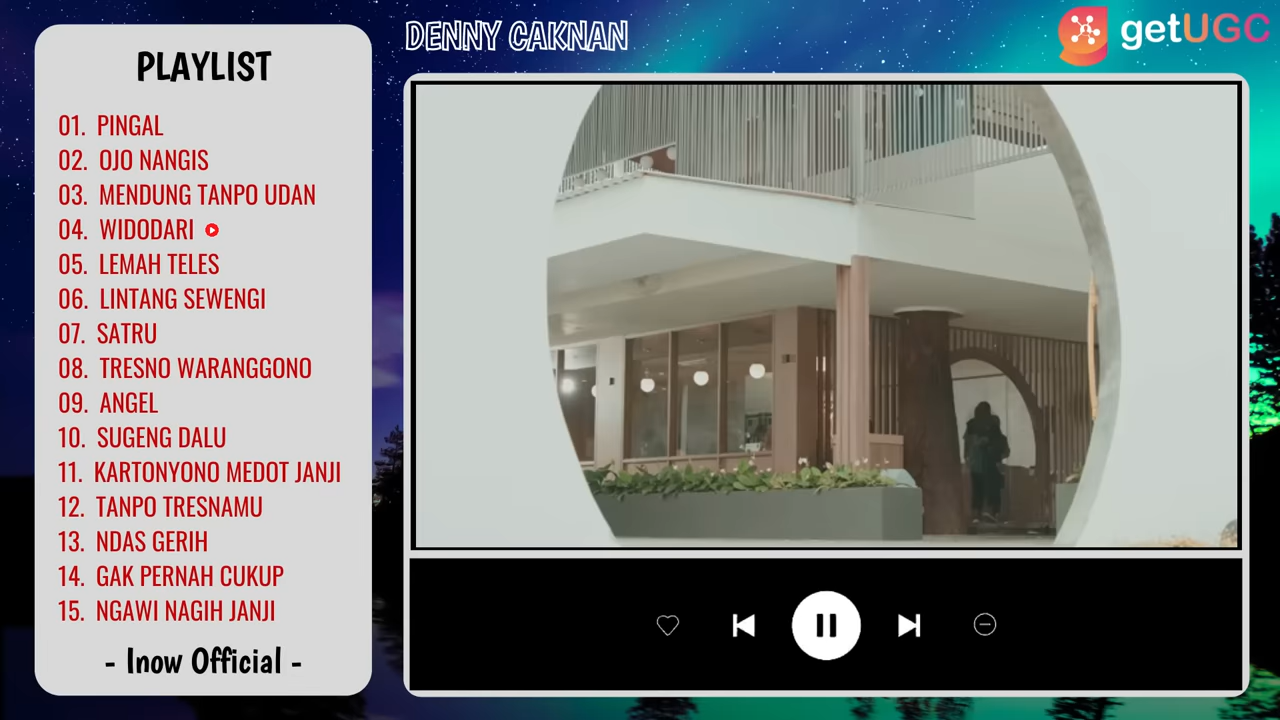 PLAYLIST
01. PINGAL
02. OJO NANGIS
03. MENDUNG TANPO UDAN
04. WIDODARI
05. LEMAH TELES
06. LINTANG SEWENGI
07. SATRU
08. TRESNO WARANGGONO
09. ANGEL
10. SUGENG DALU
11. KARTONYONO MEDOT JANJI
12. TANPO TRESNAMU
13. NDAS GERIH
14. GAK PERNAH CUKUP
15. NGAWI NAGIH JANJI
- Inow Official -
DENNY CAKNAN
getUGC